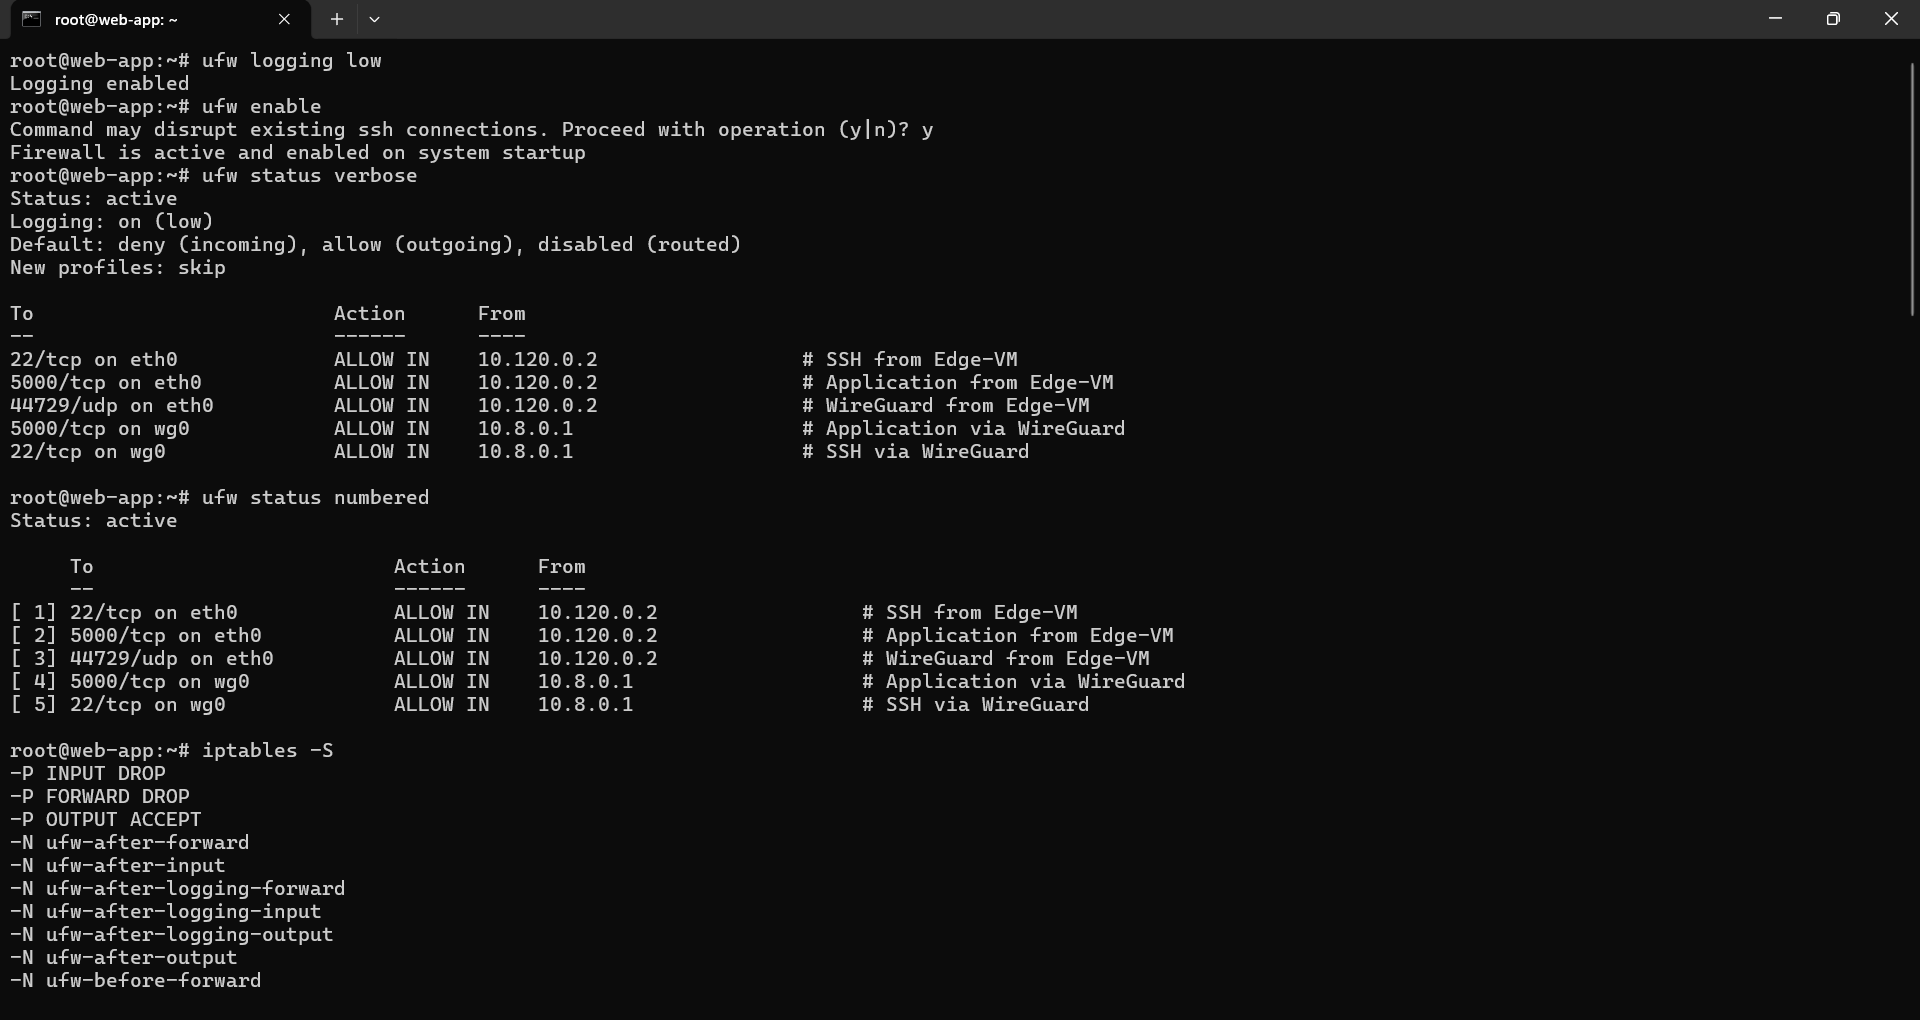 root@web-app: ~
root@web-app:~# ufw logging low
Logging enabled
root@web-app:~# ufw enable
Command may disrupt existing ssh connections. Proceed with operation (y|n)? y
Firewall is active and enabled on system startup
root@web-app:~# ufw status verbose
Status: active
Logging: on (low)
Default: deny (incoming), allow (outgoing), disabled (routed)
New profiles: skip

To                         Action      From
--                         ------      ----
22/tcp on eth0             ALLOW IN    10.120.0.2                 # SSH from Edge-VM
5000/tcp on eth0           ALLOW IN    10.120.0.2                 # Application from Edge-VM
44729/udp on eth0          ALLOW IN    10.120.0.2                 # WireGuard from Edge-VM
5000/tcp on wg0            ALLOW IN    10.8.0.1                   # Application via WireGuard
22/tcp on wg0              ALLOW IN    10.8.0.1                   # SSH via WireGuard

root@web-app:~# ufw status numbered
Status: active

     To                         Action      From
     --                         ------      ----
[ 1] 22/tcp on eth0             ALLOW IN    10.120.0.2                 # SSH from Edge-VM
[ 2] 5000/tcp on eth0           ALLOW IN    10.120.0.2                 # Application from Edge-VM
[ 3] 44729/udp on eth0          ALLOW IN    10.120.0.2                 # WireGuard from Edge-VM
[ 4] 5000/tcp on wg0            ALLOW IN    10.8.0.1                   # Application via WireGuard
[ 5] 22/tcp on wg0              ALLOW IN    10.8.0.1                   # SSH via WireGuard

root@web-app:~# iptables -S
-P INPUT DROP
-P FORWARD DROP
-P OUTPUT ACCEPT
-N ufw-after-forward
-N ufw-after-input
-N ufw-after-logging-forward
-N ufw-after-logging-input
-N ufw-after-logging-output
-N ufw-after-output
-N ufw-before-forward